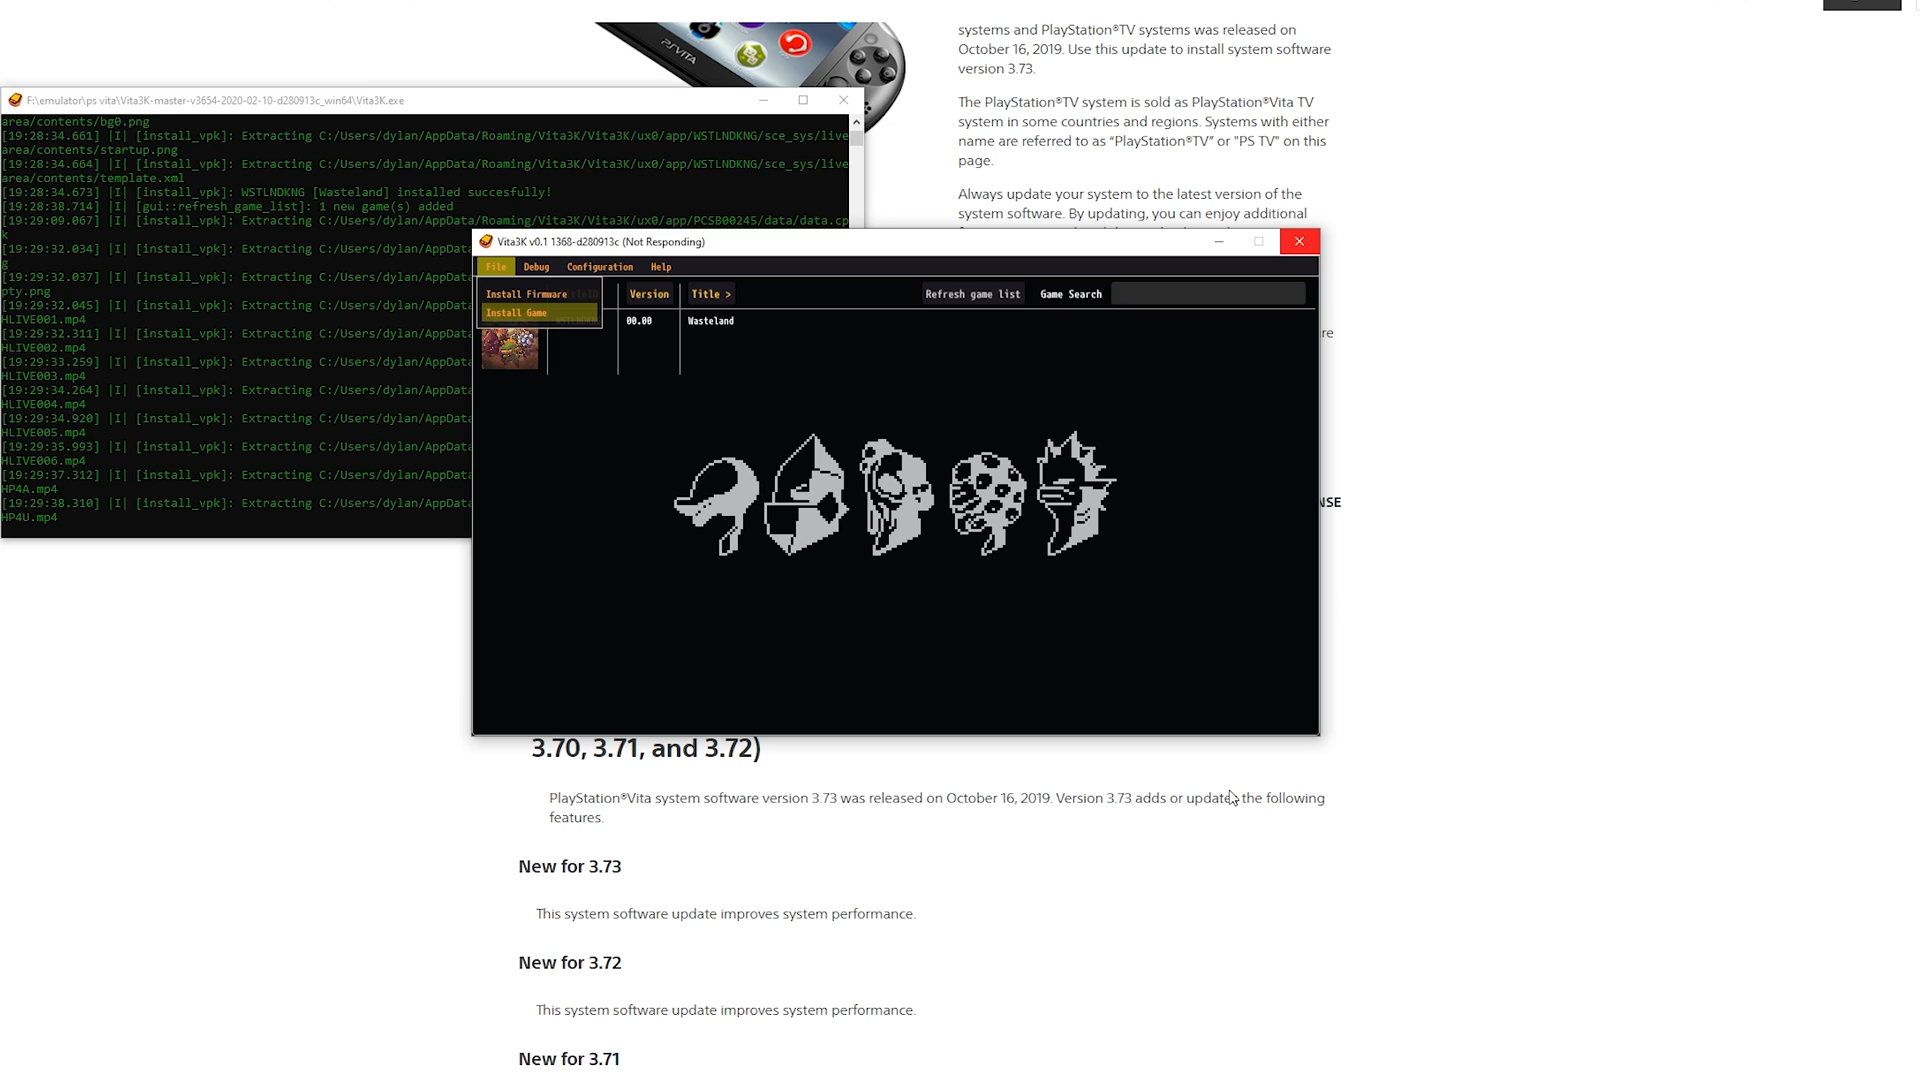 PSVITA
systems and PlayStation®TV systems was released on
October 16, 2019. Use this update to install system software
version 3.73.
The PlayStation®TV system is sold as PlayStation®Vita TV
system in some countries and regions. Systems with either
name are referred to as “PlayStation®TV” or "PS TV" on this
page.
Always update your system to the latest version of the
system software. By updating, you can enjoy additional
re
NSE
F:\emulator\ps vita\Vita3K-master-v3654-2020-02-10-d280913c_win64\Vita3K.exe
area/contents/bg0.png
[19:28:34.661] |I| [install_vpk]: Extracting C:/Users/dylan/AppData/Roaming/Vita3K/Vita3K/ux0/app/WSTLNDKNG/sce_sys/live
area/contents/startup.png
[19:28:34.664] |I| [install_vpk]: Extracting C:/Users/dylan/AppData/Roaming/Vita3K/Vita3K/ux0/app/WSTLNDKNG/sce_sys/live
area/contents/template.xml
[19:28:34.673] |I| [install_vpk]: WSTLNDKNG [Wasteland] installed succesfully!
[19:28:38.714] |I| [gui::refresh_game_list]: 1 new game(s) added
[19:29:09.067] |I| [install_vpk]: Extracting C:/Users/dylan/AppData/Roaming/Vita3K/Vita3K/ux0/app/PCSB00245/data/data.cp
k
[19:29:32.034] |I| [install_vpk]: Extracting C:/Users/dylan/AppData
g
[19:29:32.037] |I| [install_vpk]: Extracting C:/Users/dylan/AppData
pty.png
[19:29:32.045] |I| [install_vpk]: Extracting C:/Users/dylan/AppData
HLIVE001.mp4
[19:29:32.311] |I| [install_vpk]: Extracting C:/Users/dylan/AppData
HLIVE002.mp4
[19:29:33.259] |I| [install_vpk]: Extracting C:/Users/dylan/AppData
HLIVE003.mp4
[19:29:34.264] |I| [install_vpk]: Extracting C:/Users/dylan/AppData
HLIVE004.mp4
[19:29:34.920] |I| [install_vpk]: Extracting C:/Users/dylan/AppData
HLIVE005.mp4
[19:29:35.993] |I| [install_vpk]: Extracting C:/Users/dylan/AppData
HLIVE006.mp4
[19:29:37.312] |I| [install_vpk]: Extracting C:/Users/dylan/AppData
HP4A.mp4
[19:29:38.310] |I| [install_vpk]: Extracting C:/Users/dylan/AppData
HP4U.mp4
Vita3K v0.1 1368-d280913c (Not Responding)
File Debug Configuration Help
Install Firmware
Install Game
Version Title > Refresh game list Game Search
00.00 Wasteland
3.70, 3.71, and 3.72)
PlayStation®Vita system software version 3.73 was released on October 16, 2019. Version 3.73 adds or updates the following
features.
New for 3.73
This system software update improves system performance.
New for 3.72
This system software update improves system performance.
New for 3.71